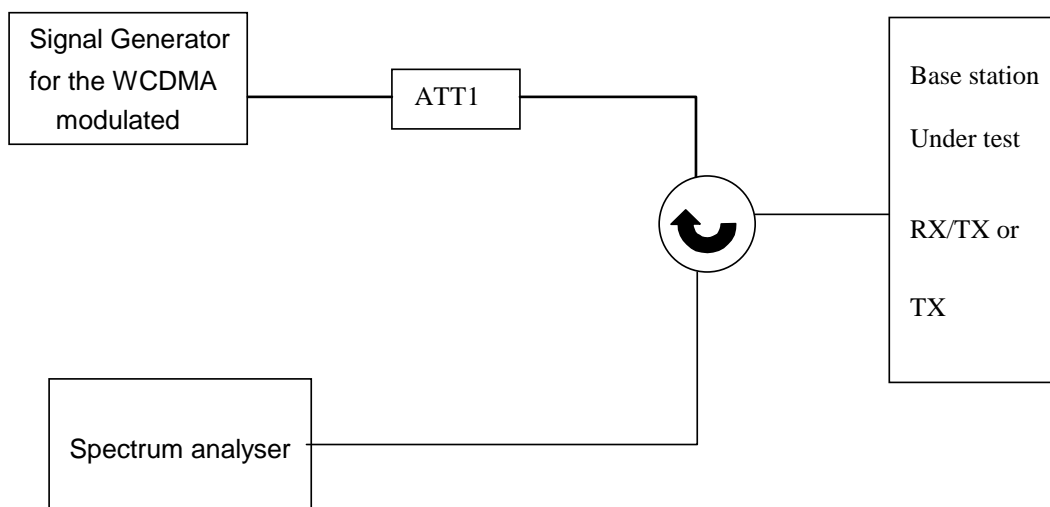 Signal Generator
for the WCDMA
modulated
ATT1
Base station
Under test
RX/TX or
TX
Spectrum analyser